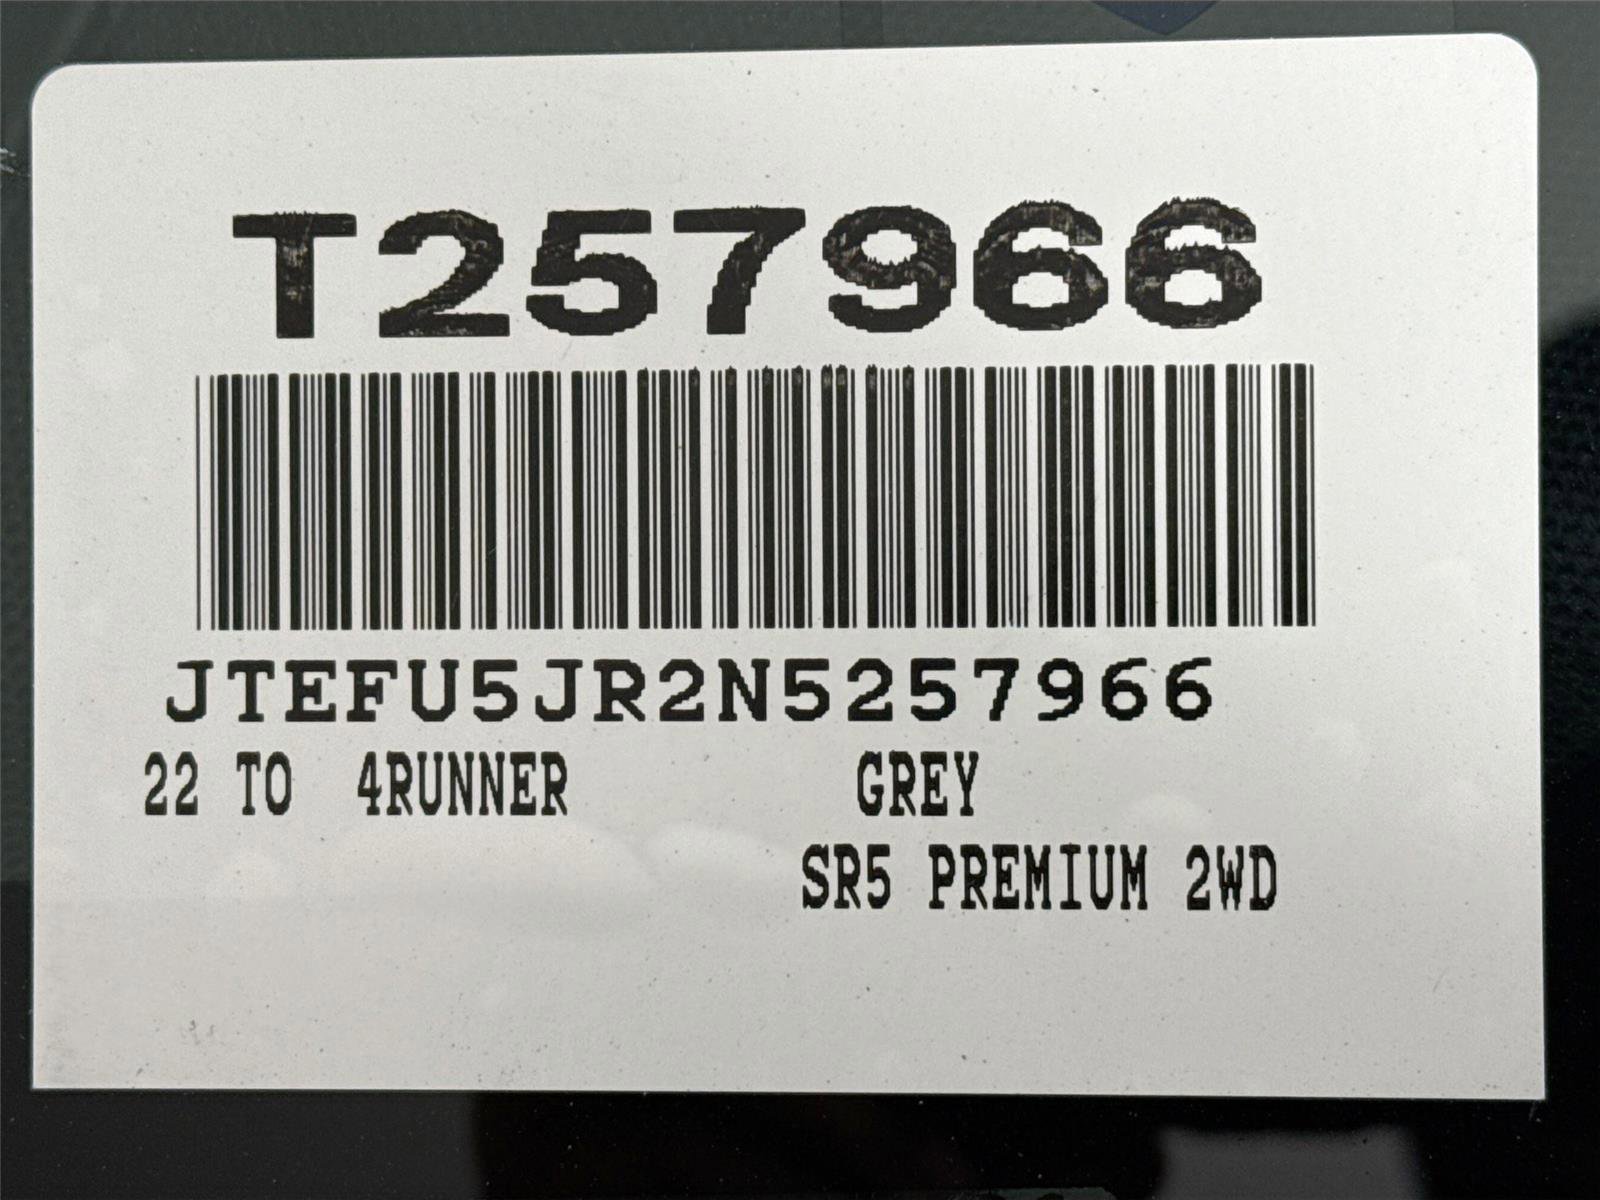 T257966
JTEFU5JR2N5257966
22 TO 4RUNNER GREY
SR5 PREMIUM 2WD